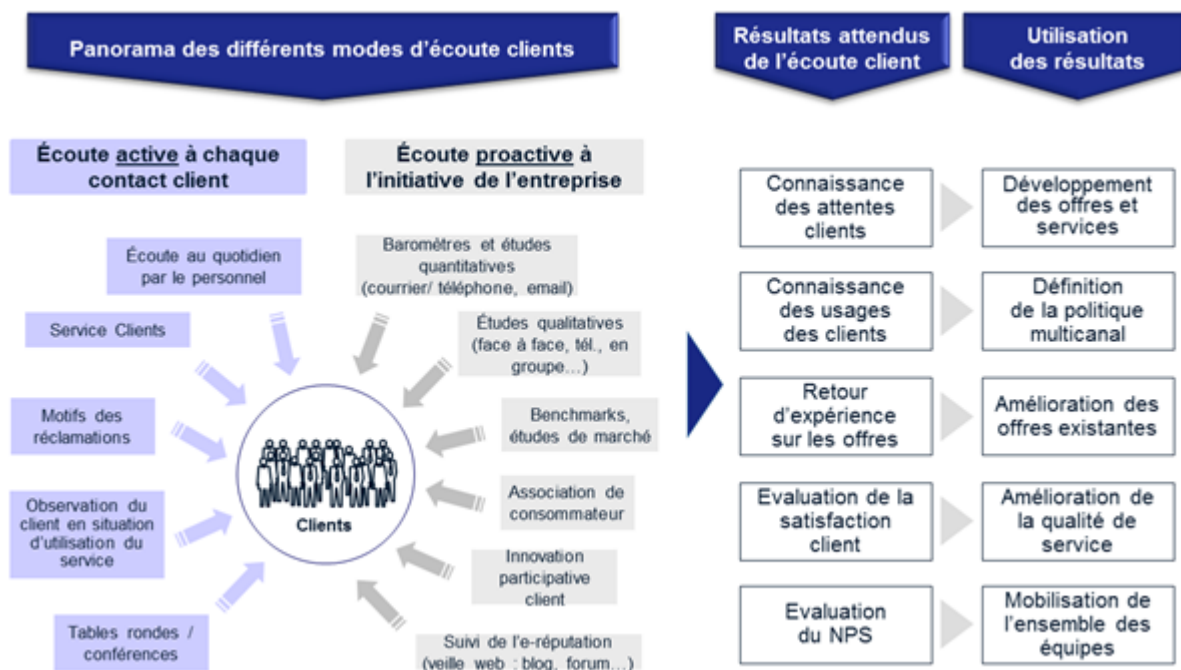 Panorama des différents modes d'écoute clients
Résultats attendus
de l'écoute client
Utilisation
des résultats
Écoute active à chaque
contact client
Écoute proactive à
l'initiative de l'entreprise
Écoute au quotidien
par le personnel
Service Clients
Motifs des
réclamations
Observation du
client en situation
d'utilisation du
service
Tables rondes /
conférences
Baromètres et études
quantitatives
(courrier/ téléphone, email)
Études qualitatives
(face à face, tél., en
groupe...)
Benchmarks,
études de marché
Association de
consommateur
Innovation
participative
client
Suivi de l'e-réputation
(veille web : blog, forum...)
Clients
Connaissance
des attentes
clients
Développement
des offres et
services
Connaissance
des usages
des clients
Définition
de la politique
multicanal
Retour
d'expérience
sur les offres
Amélioration des
offres existantes
Evaluation de la
satisfaction
client
Amélioration de
la qualité de
service
Evaluation
du NPS
Mobilisation de
l'ensemble des
équipes